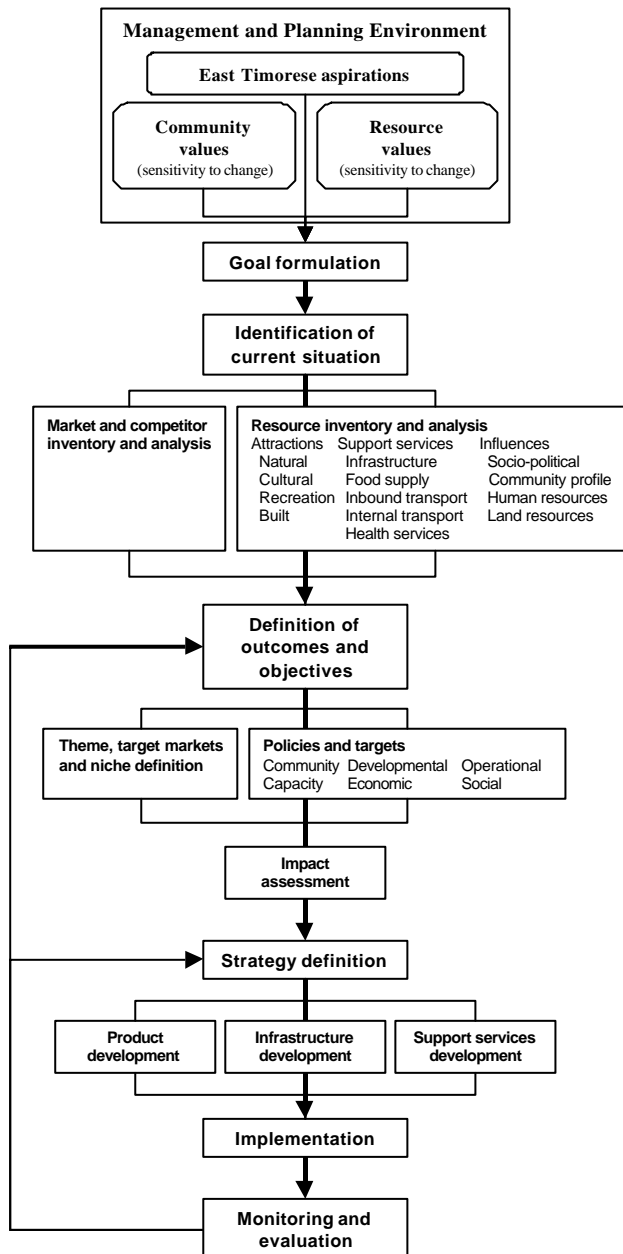 Management and Planning Environment
East Timorese aspirations
Community
values
(sensitivity to change)
Resource
values
(sensitivity to change)
Goal formulation
Identification of
current situation
Market and competitor
inventory and analysis
Resource inventory and analysis
Attractions Support services Influences
Natural Infrastructure Socio-political
Cultural Food supply Community profile
Recreation Inbound transport Human resources
Built Internal transport Land resources
Health services
Definition of
outcomes and
objectives
Theme, target markets
and niche definition
Policies and targets
Community Developmental Operational
Capacity Economic Social
Impact
assessment
Strategy definition
Product
development
Infrastructure
development
Support services
development
Implementation
Monitoring and
evaluation